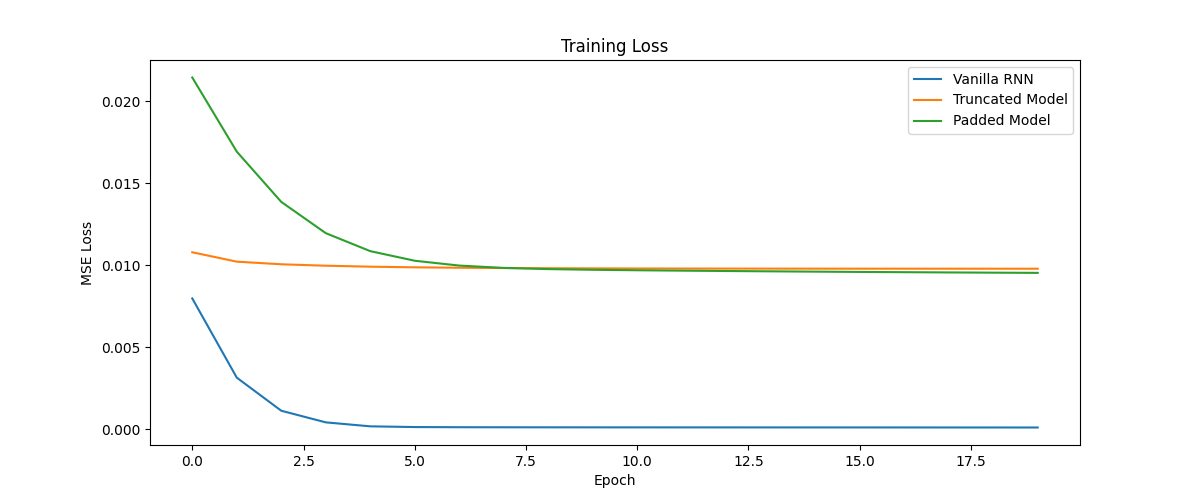 Training Loss
Vanilla RNN
Truncated Model
Padded Model
MSE Loss
0.020
0.015
0.010
0.005
0.000
0.0 2.5 5.0 7.5 10.0 12.5 15.0 17.5
Epoch